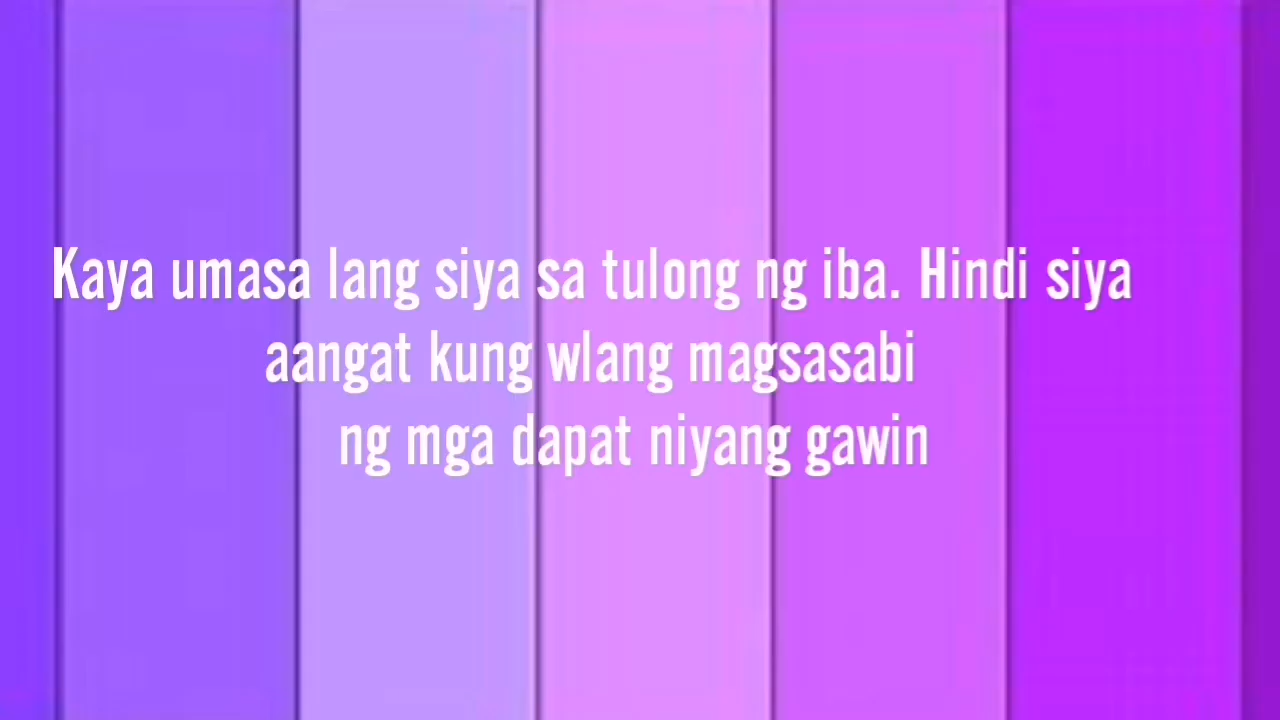 Kaya umasa lang siya sa tulong ng iba. Hindi siya
aangat kung wlang magsasabi
ng mga dapat niyang gawin